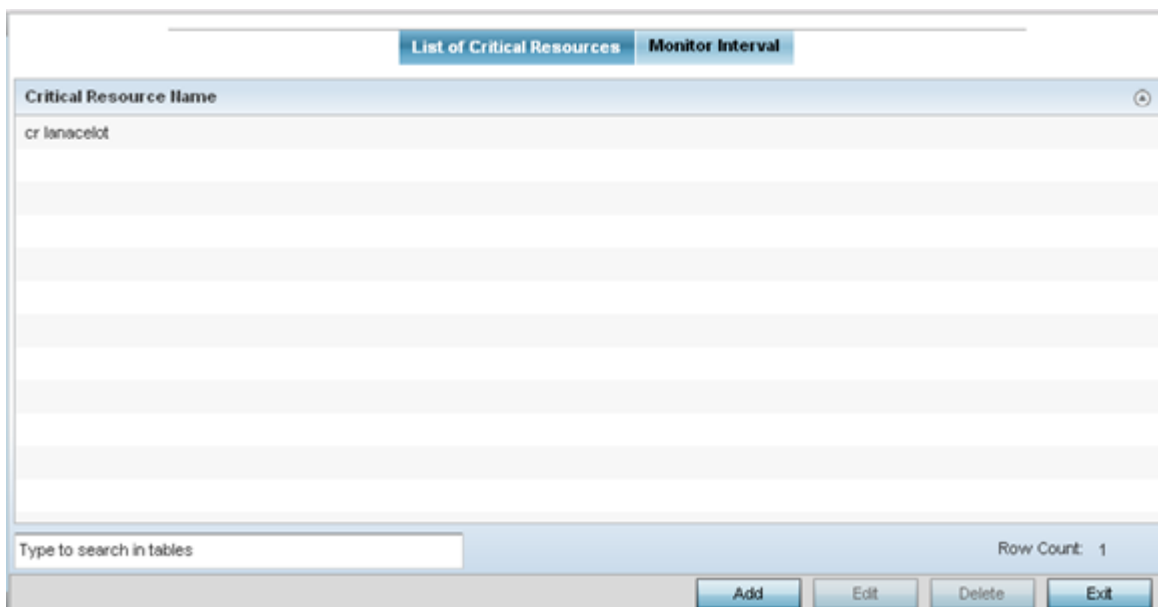 List of Critical Resources Monitor Interval
Critical Resource Name
cr lanacelot
Type to search in tables Row Count: 1
Add Edit Delete Exit